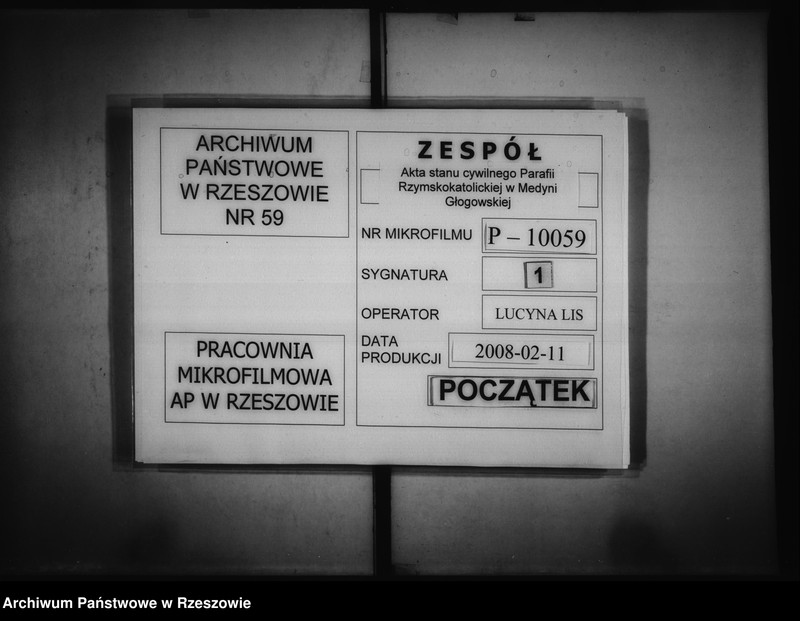 ARCHIWUM
PAŃSTWOWE
W RZESZOWIE
NR 59
PRACOWNIA
MIKROFILMOWA
AP W RZESZOWIE
ZESPÓŁ
Akta stanu cywilnego Parafii
Rzymskokatolickiej w Medyni
Głogowskiej
NR MIKROFILMU P – 10059
SYGNATURA 1
OPERATOR LUCYNA LIS
DATA
PRODUKCJI 2008-02-11
POCZĄTEK
Archiwum Państwowe w Rzeszowie